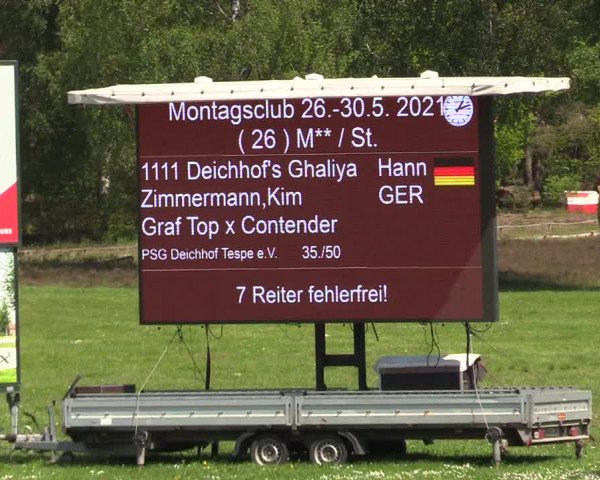 Montagsclub 26.-30.5. 2021
( 26 ) M** / St.
1111 Deichhof's Ghaliya Hann
Zimmermann,Kim GER
Graf Top x Contender
PSG Deichhof Tespe e.V. 35./50
7 Reiter fehlerfrei!